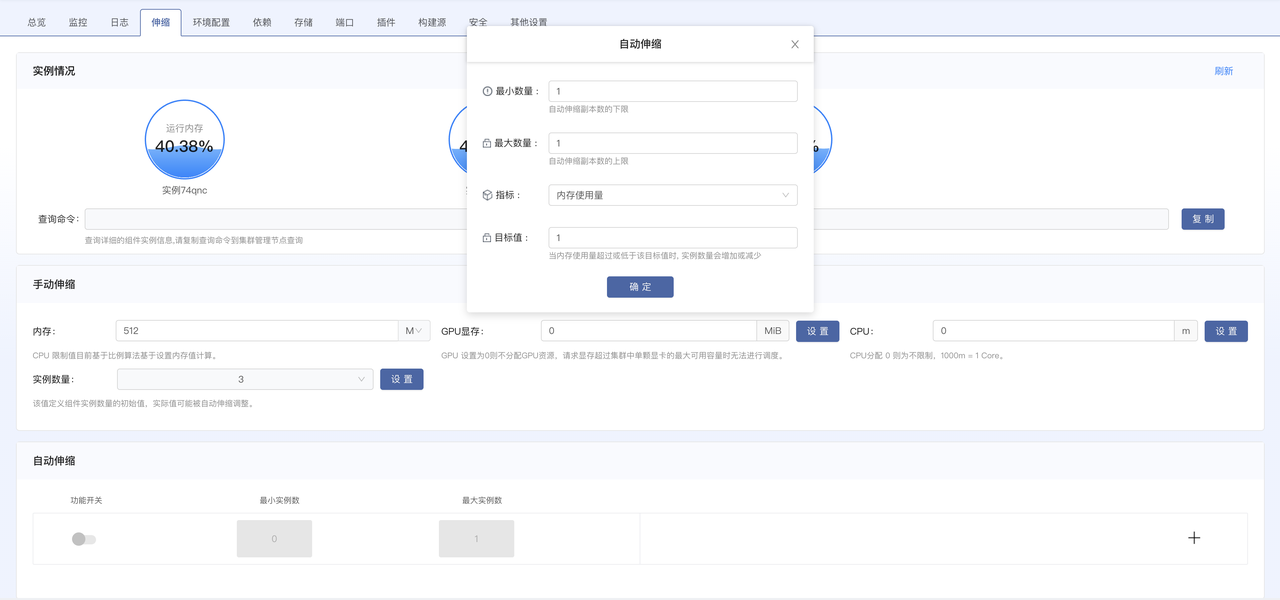 总览 监控 日志 伸缩 环境配置 依赖 存储 端口 插件 构建源 安全 其他设置
实例情况
刷新
运行内存
40.38%
实例74qnc
查询命令:
复 制
查询详细的组件实例信息,请复制查询命令到集群管理节点查询
自动伸缩
最小数量 : 1
自动伸缩副本数的下限
最大数量 : 1
自动伸缩副本数的上限
指标 : 内存使用量
目标值 : 1
当内存使用量超过或低于该目标值时, 实例数量会增加或减少
确 定
手动伸缩
内存: 512 M GPU显存: 0 MiB 设 置 CPU: 0 m 设 置
CPU 限制值目前基于比例算法基于设置内存值计算。 GPU 设置为0则不分配GPU资源，请求显存超过集群中单颗显卡的最大可用容量时无法进行调度。 CPU分配 0 则为不限制，1000m = 1 Core。
实例数量: 3 设 置
该值定义组件实例数量的初始值，实际值可能被自动伸缩调整。
自动伸缩
功能开关 最小实例数 最大实例数
0 1